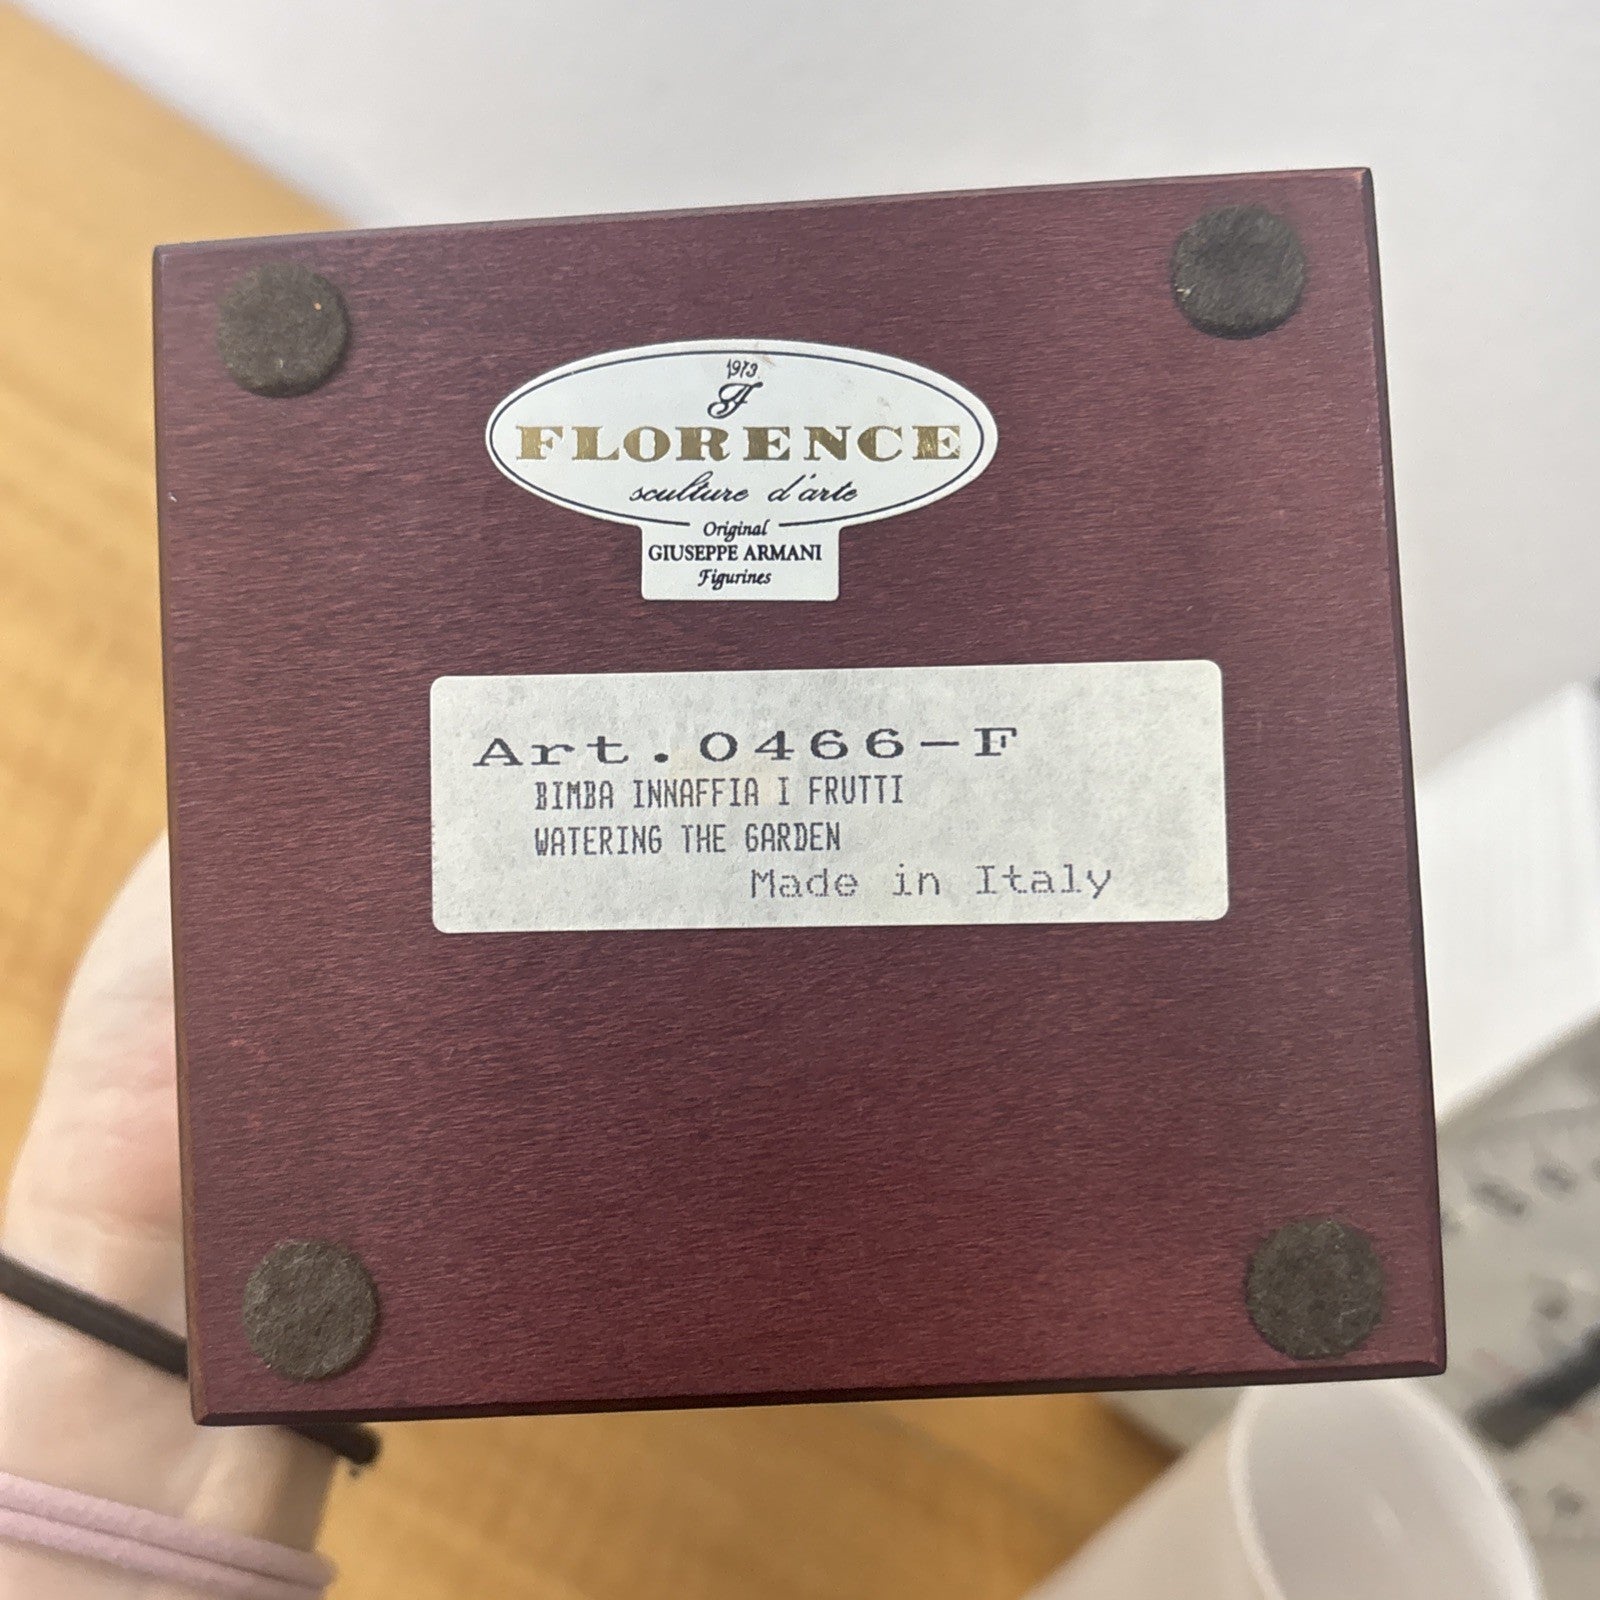 1973
FLORENCE
sculture d'arte
Original
GIUSEPPE ARMANI
Figurines
Art.0466-F
BIMBA INNAFFIA I FRUTTI
WATERING THE GARDEN
Made in Italy